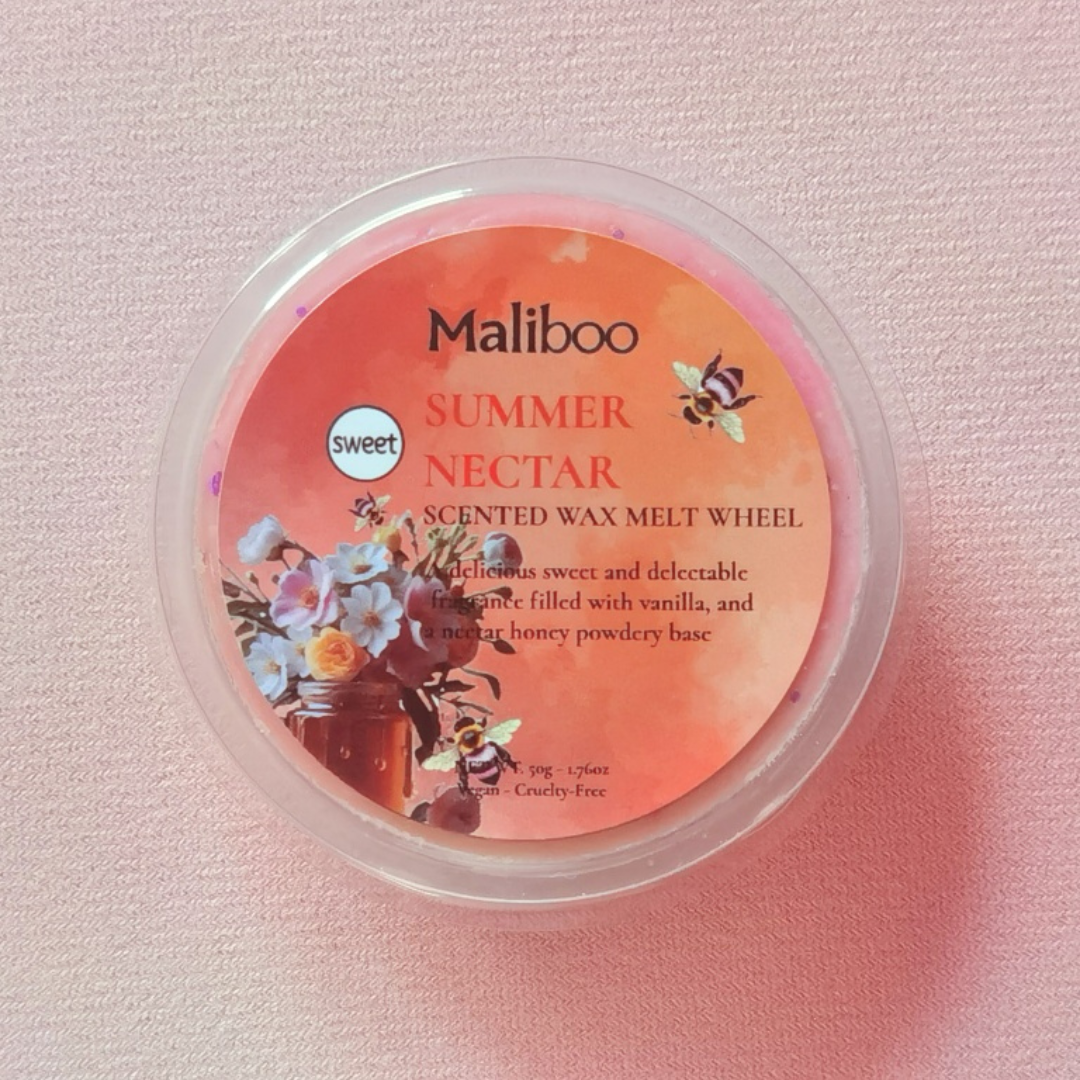 Maliboo
SUMMER
sweet
NECTAR
SCENTED WAX MELT WHEEL
A delicious sweet and delectable
fragrance filled with vanilla, and
a nectar honey powdery base
50g - 1.76oz
Vegan - Cruelty-Free